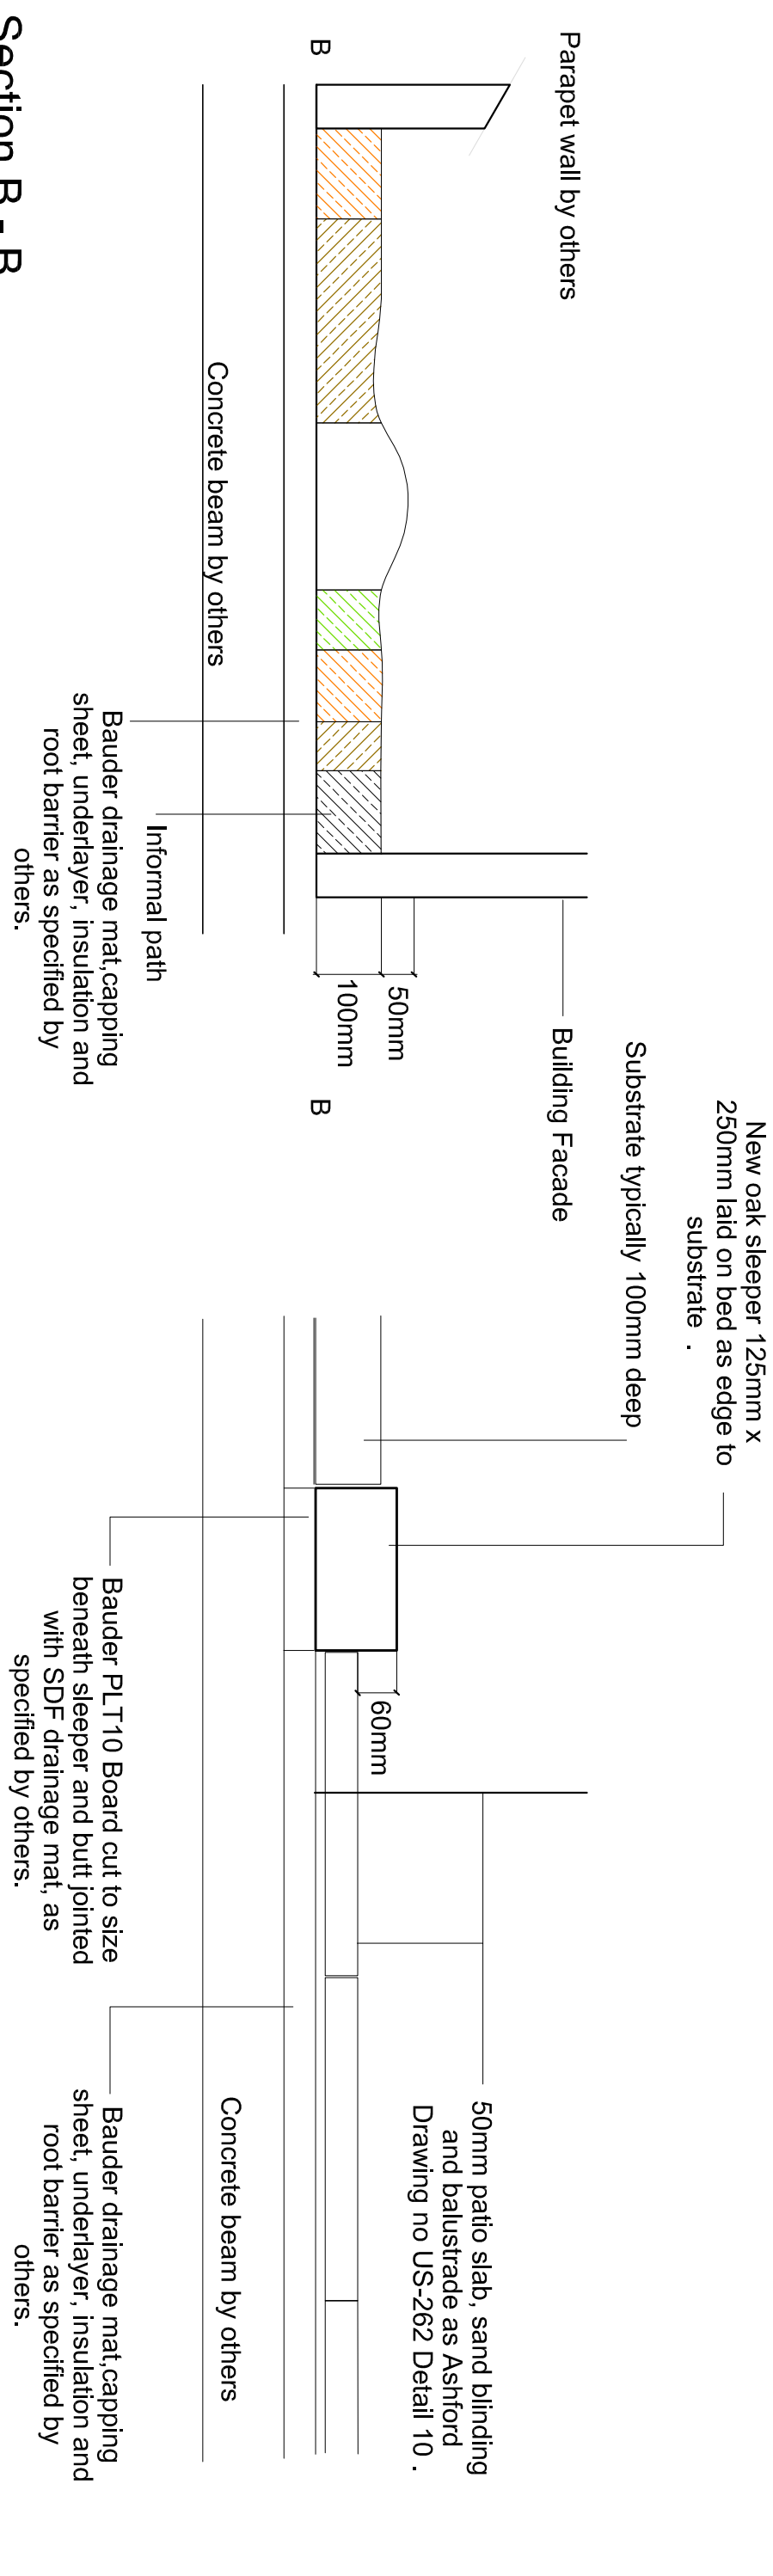 New oak sleeper 125mm x
250mm laid on bed as edge to
substrate .
Substrate typically 100mm deep
Parapet wall by others
Building Facade
50mm patio slab, sand blinding
and balustrade as Ashford
Drawing no US-262 Detail 10 .
50mm
100mm
60mm
B
B
Concrete beam by others
Concrete beam by others
Informal path
Bauder drainage mat,capping
sheet, underlayer, insulation and
root barrier as specified by
others.
Bauder PLT10 Board cut to size
beneath sleeper and butt jointed
with SDF drainage mat, as
specified by others.
Bauder drainage mat,capping
sheet, underlayer, insulation and
root barrier as specified by
others.
Section B - B